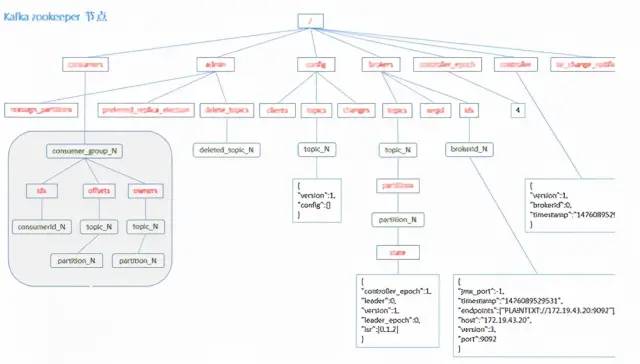 Kafka zookeeper 节点
/
consumers
admin
config
brokers
controller_epoch
controller
isr_change_notific
reassign_partitions
preferred_replica_election
delete_topics
clients
topics
changes
topics
seqid
ids
4
consumer_group_N
deleted_topic_N
topic_N
topic_N
brokerId_N
ids
offsets
owners
{
"version":1,
"config":{}
}
partitions
{
"version":1,
"brokerid":0,
"timestamp":"1476089529
}
consumerId_N
topic_N
topic_N
partition_N
partition_N
partition_N
state
{
"controller_epoch":1,
"leader":0,
"version":1,
"leader_epoch":0,
"isr":[0,1,2]
}
{
"jmx_port":-1,
"timestamp":"1476089529531",
"endpoints":["PLAINTEXT://172.19.43.20:9092"],
"host":"172.19.43.20",
"version":3,
"port":9092
}